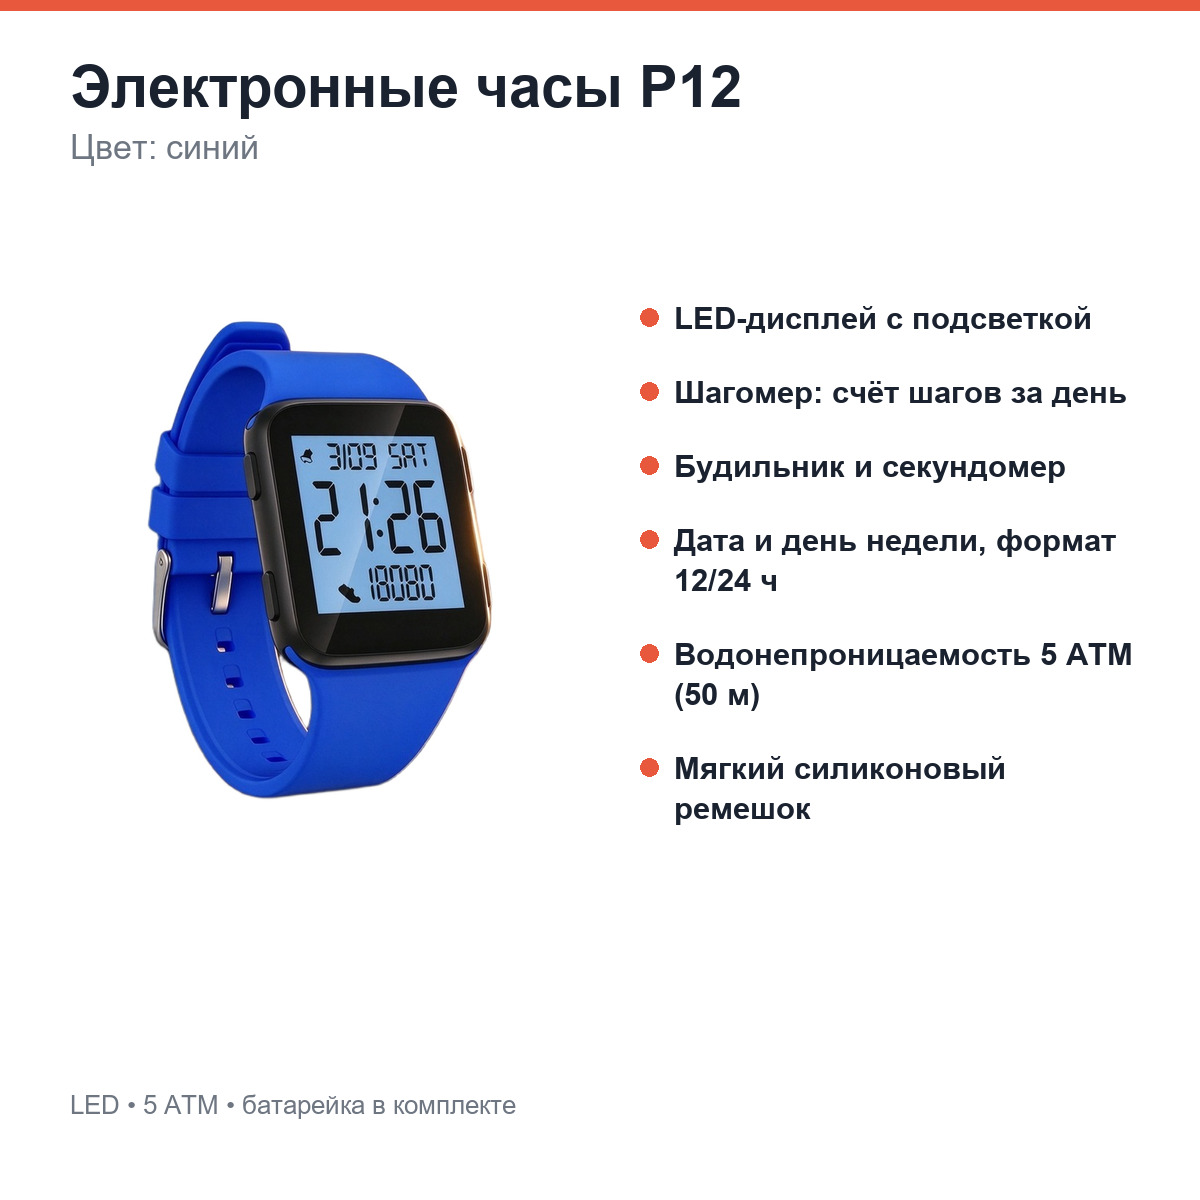 Электронные часы P12
Цвет: синий
LED-дисплей с подсветкой
Шагомер: счёт шагов за день
Будильник и секундомер
Дата и день недели, формат
12/24 ч
Водонепроницаемость 5 ATM
(50 м)
Мягкий силиконовый
ремешок
3109 SAT
21:26
18080
LED • 5 ATM • батарейка в комплекте